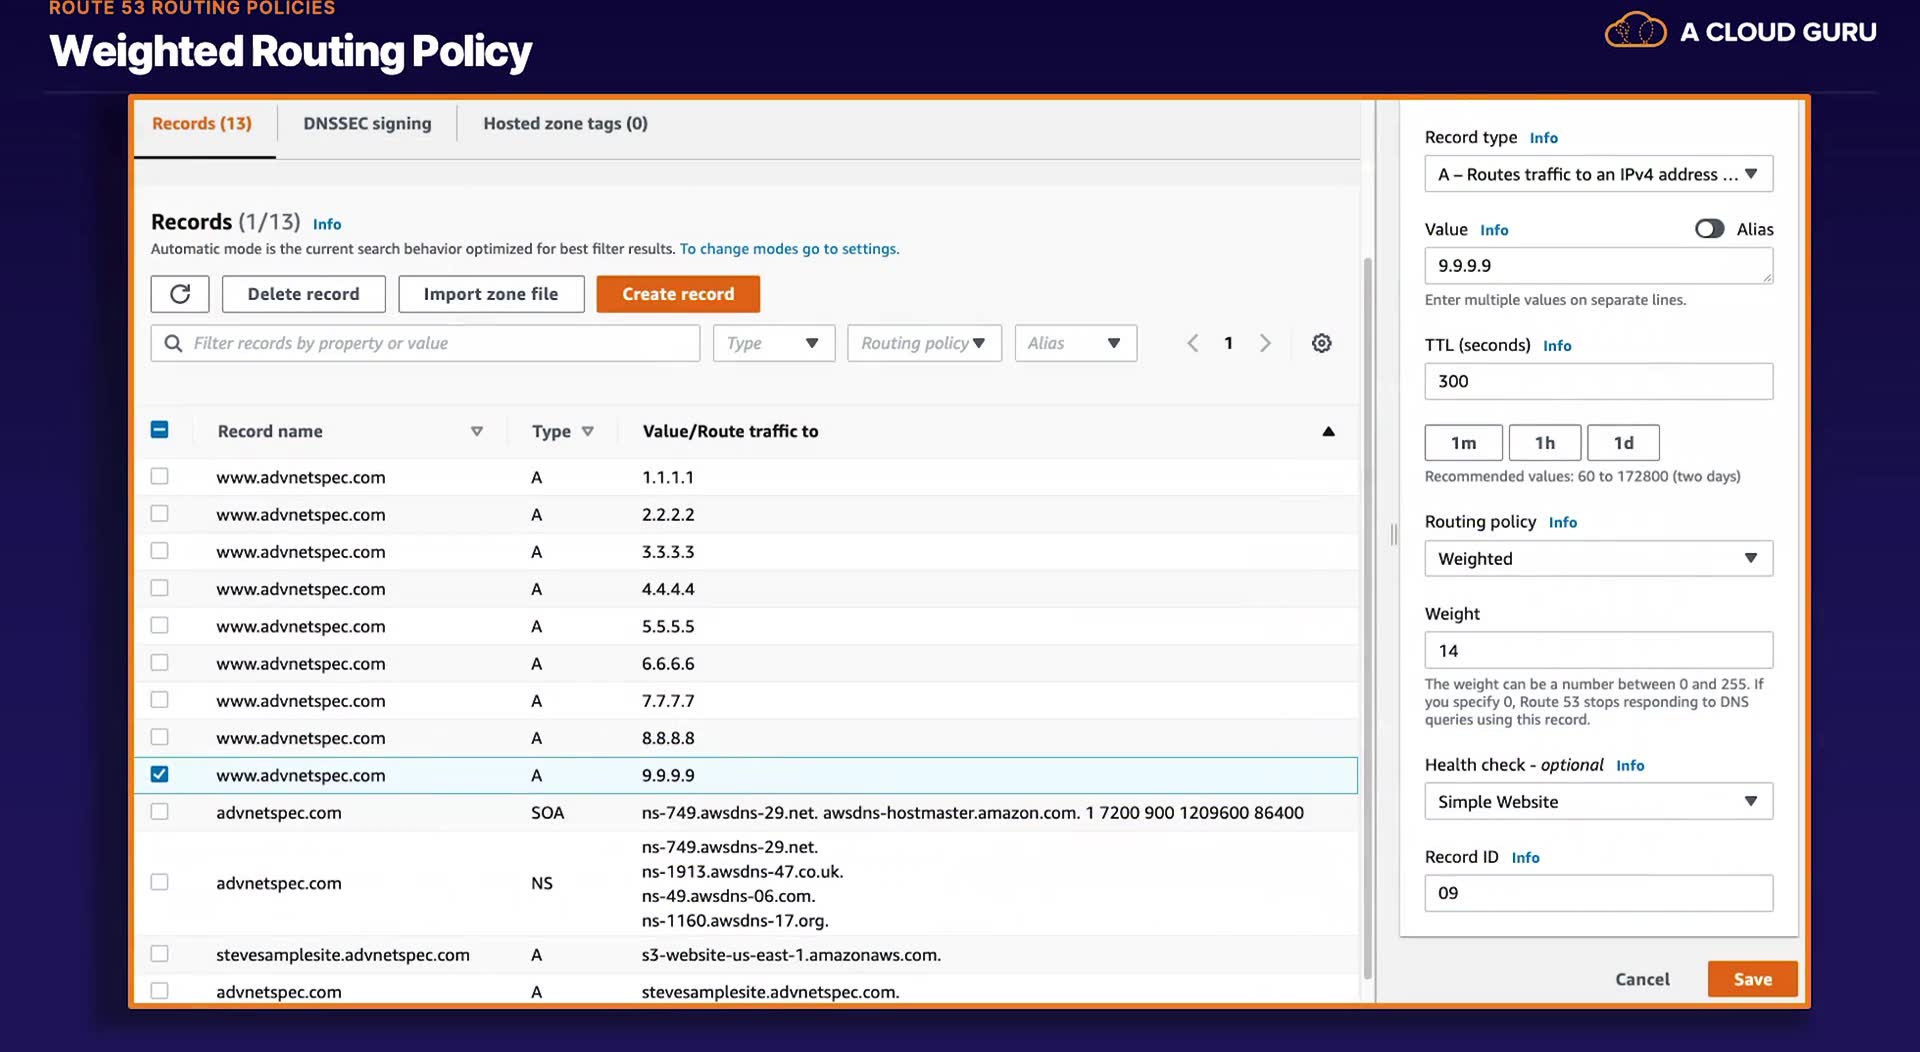 ROUTE 53 ROUTING POLICIES
Weighted Routing Policy
A CLOUD GURU
Records (13)
DNSSEC signing
Hosted zone tags (0)
Records (1/13) Info
Automatic mode is the current search behavior optimized for best filter results. To change modes go to settings.
Delete record
Import zone file
Create record
Filter records by property or value
Type
Routing policy
Alias
1
Record name Type Value/Route traffic to
www.advnetspec.com A 1.1.1.1
www.advnetspec.com A 2.2.2.2
www.advnetspec.com A 3.3.3.3
www.advnetspec.com A 4.4.4.4
www.advnetspec.com A 5.5.5.5
www.advnetspec.com A 6.6.6.6
www.advnetspec.com A 7.7.7.7
www.advnetspec.com A 8.8.8.8
www.advnetspec.com A 9.9.9.9
advnetspec.com SOA ns-749.awsdns-29.net. awsdns-hostmaster.amazon.com. 1 7200 900 1209600 86400
advnetspec.com NS ns-749.awsdns-29.net.
ns-1913.awsdns-47.co.uk.
ns-49.awsdns-06.com.
ns-1160.awsdns-17.org.
stevesamplesite.advnetspec.com A s3-website-us-east-1.amazonaws.com.
advnetspec.com A stevesamplesite.advnetspec.com.
Record type Info
A – Routes traffic to an IPv4 address ...
Value Info Alias
9.9.9.9
Enter multiple values on separate lines.
TTL (seconds) Info
300
1m 1h 1d
Recommended values: 60 to 172800 (two days)
Routing policy Info
Weighted
Weight
14
The weight can be a number between 0 and 255. If
you specify 0, Route 53 stops responding to DNS
queries using this record.
Health check - optional Info
Simple Website
Record ID Info
09
Cancel Save